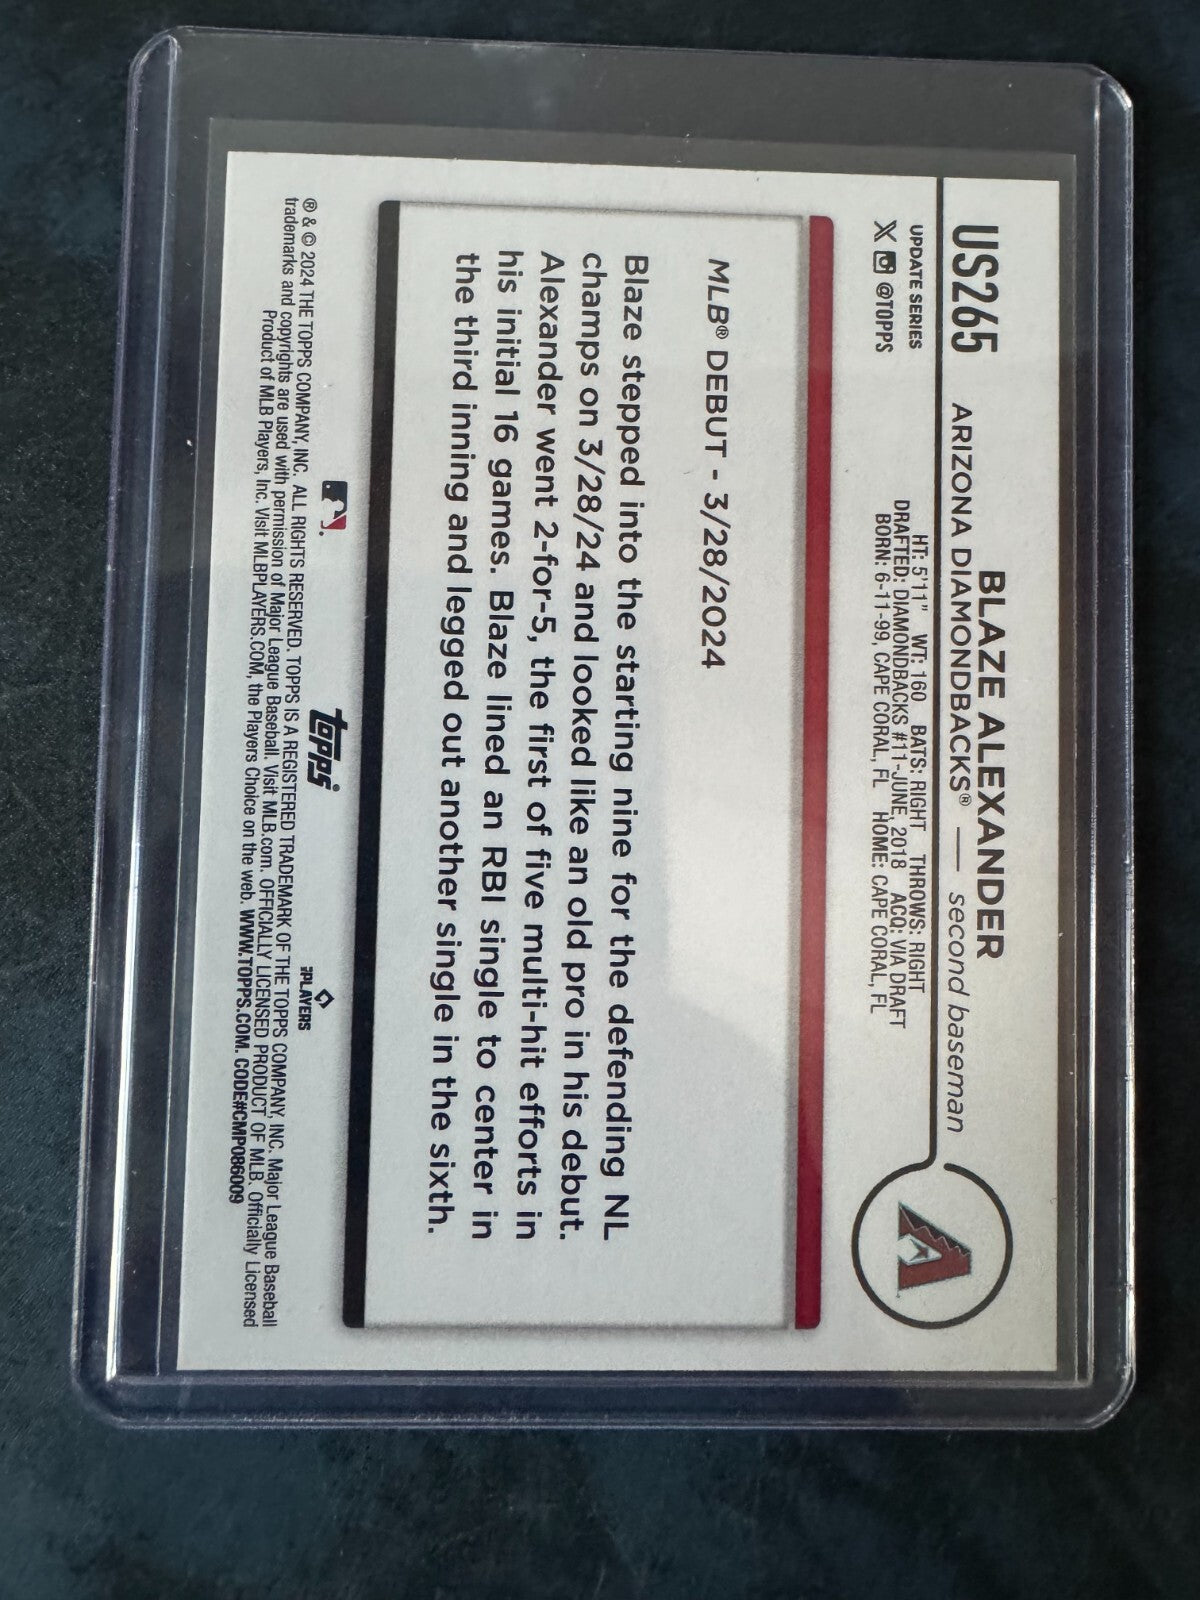 US265
BLAZE ALEXANDER
ARIZONA DIAMONDBACKS® — second baseman
UPDATE SERIES
@TOPPS
HT: 5'11" WT: 160 BATS: RIGHT THROWS: RIGHT
DRAFTED: DIAMONDBACKS #11-JUNE, 2018 ACQ: VIA DRAFT
BORN: 6-11-99, CAPE CORAL, FL HOME: CAPE CORAL, FL
A
MLB® DEBUT - 3/28/2024
Blaze stepped into the starting nine for the defending NL
champs on 3/28/24 and looked like an old pro in his debut.
Alexander went 2-for-5, the first of five multi-hit efforts in
his initial 16 games. Blaze lined an RBI single to center in
the third inning and legged out another single in the sixth.
topps
PLAYERS
® & © 2024 THE TOPPS COMPANY, INC. ALL RIGHTS RESERVED. TOPPS IS A REGISTERED TRADEMARK OF THE TOPPS COMPANY, INC. Major League Baseball
trademarks and copyrights are used with permission of Major League Baseball. Visit MLB.com. OFFICIALLY LICENSED PRODUCT OF MLB. Officially Licensed
Product of MLB Players, Inc. Visit MLBPLAYERS.COM, the Players Choice on the web. WWW.TOPPS.COM. CODE#CMP086009